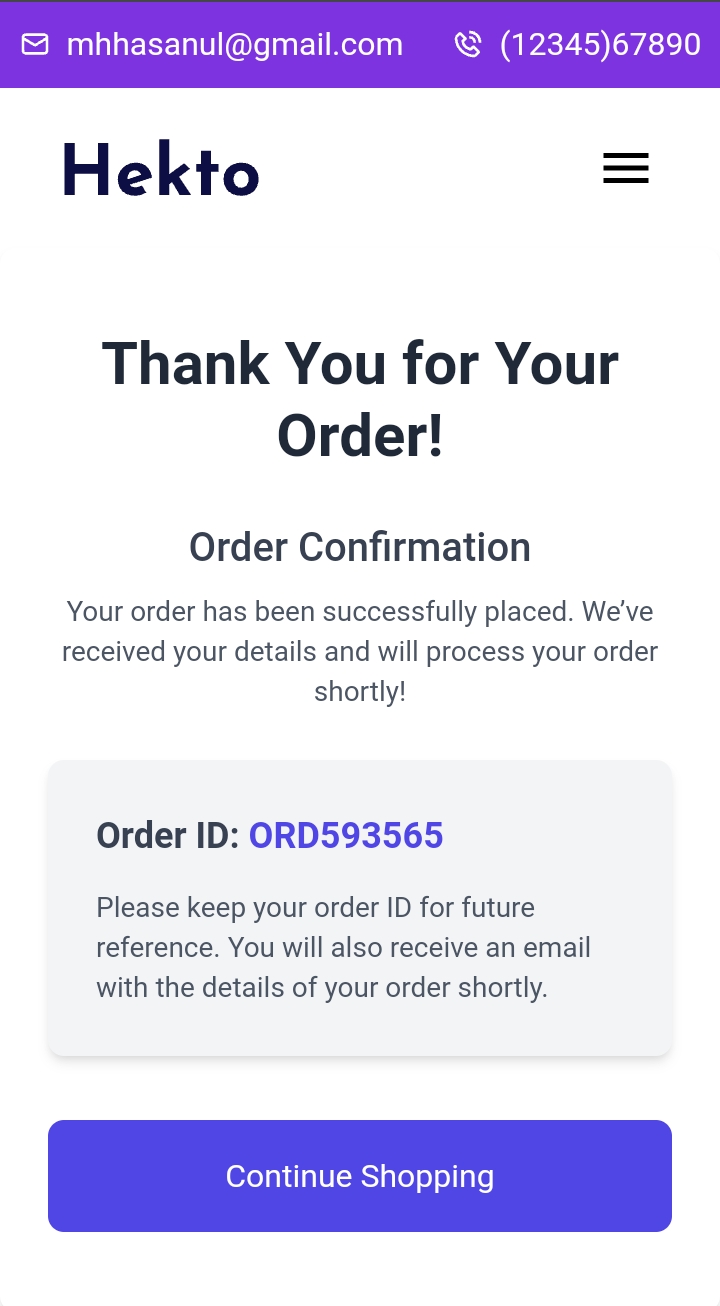 mhhasanul@gmail.com (12345)67890
Hekto
Thank You for Your
Order!
Order Confirmation
Your order has been successfully placed. We’ve
received your details and will process your order
shortly!
Order ID: ORD593565
Please keep your order ID for future
reference. You will also receive an email
with the details of your order shortly.
Continue Shopping